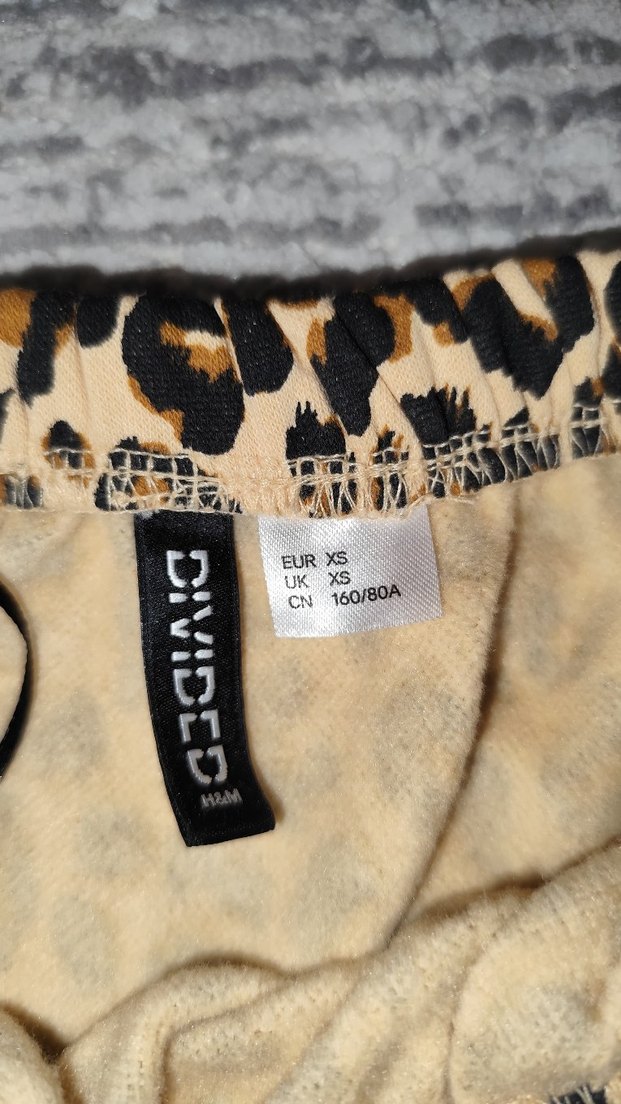 DIVIDED
H&M
EUR XS
UK XS
CN 160/80A